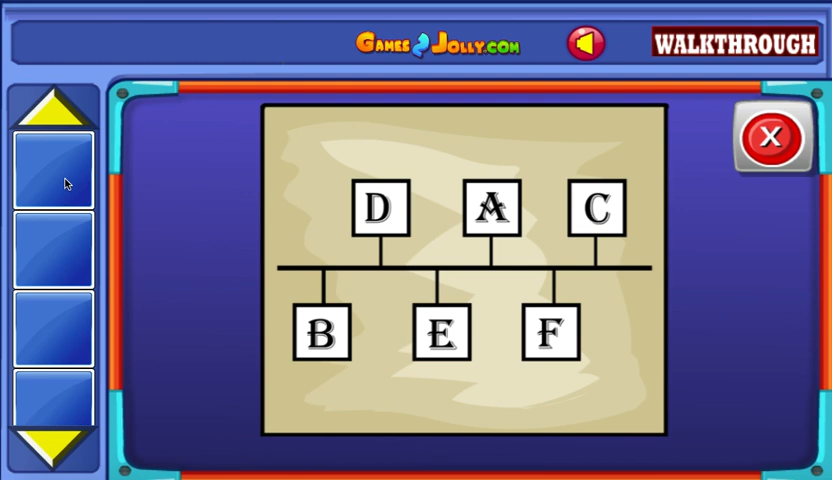 GAMES2JOLLY.COM
WALKTHROUGH
X
D A C
B E F